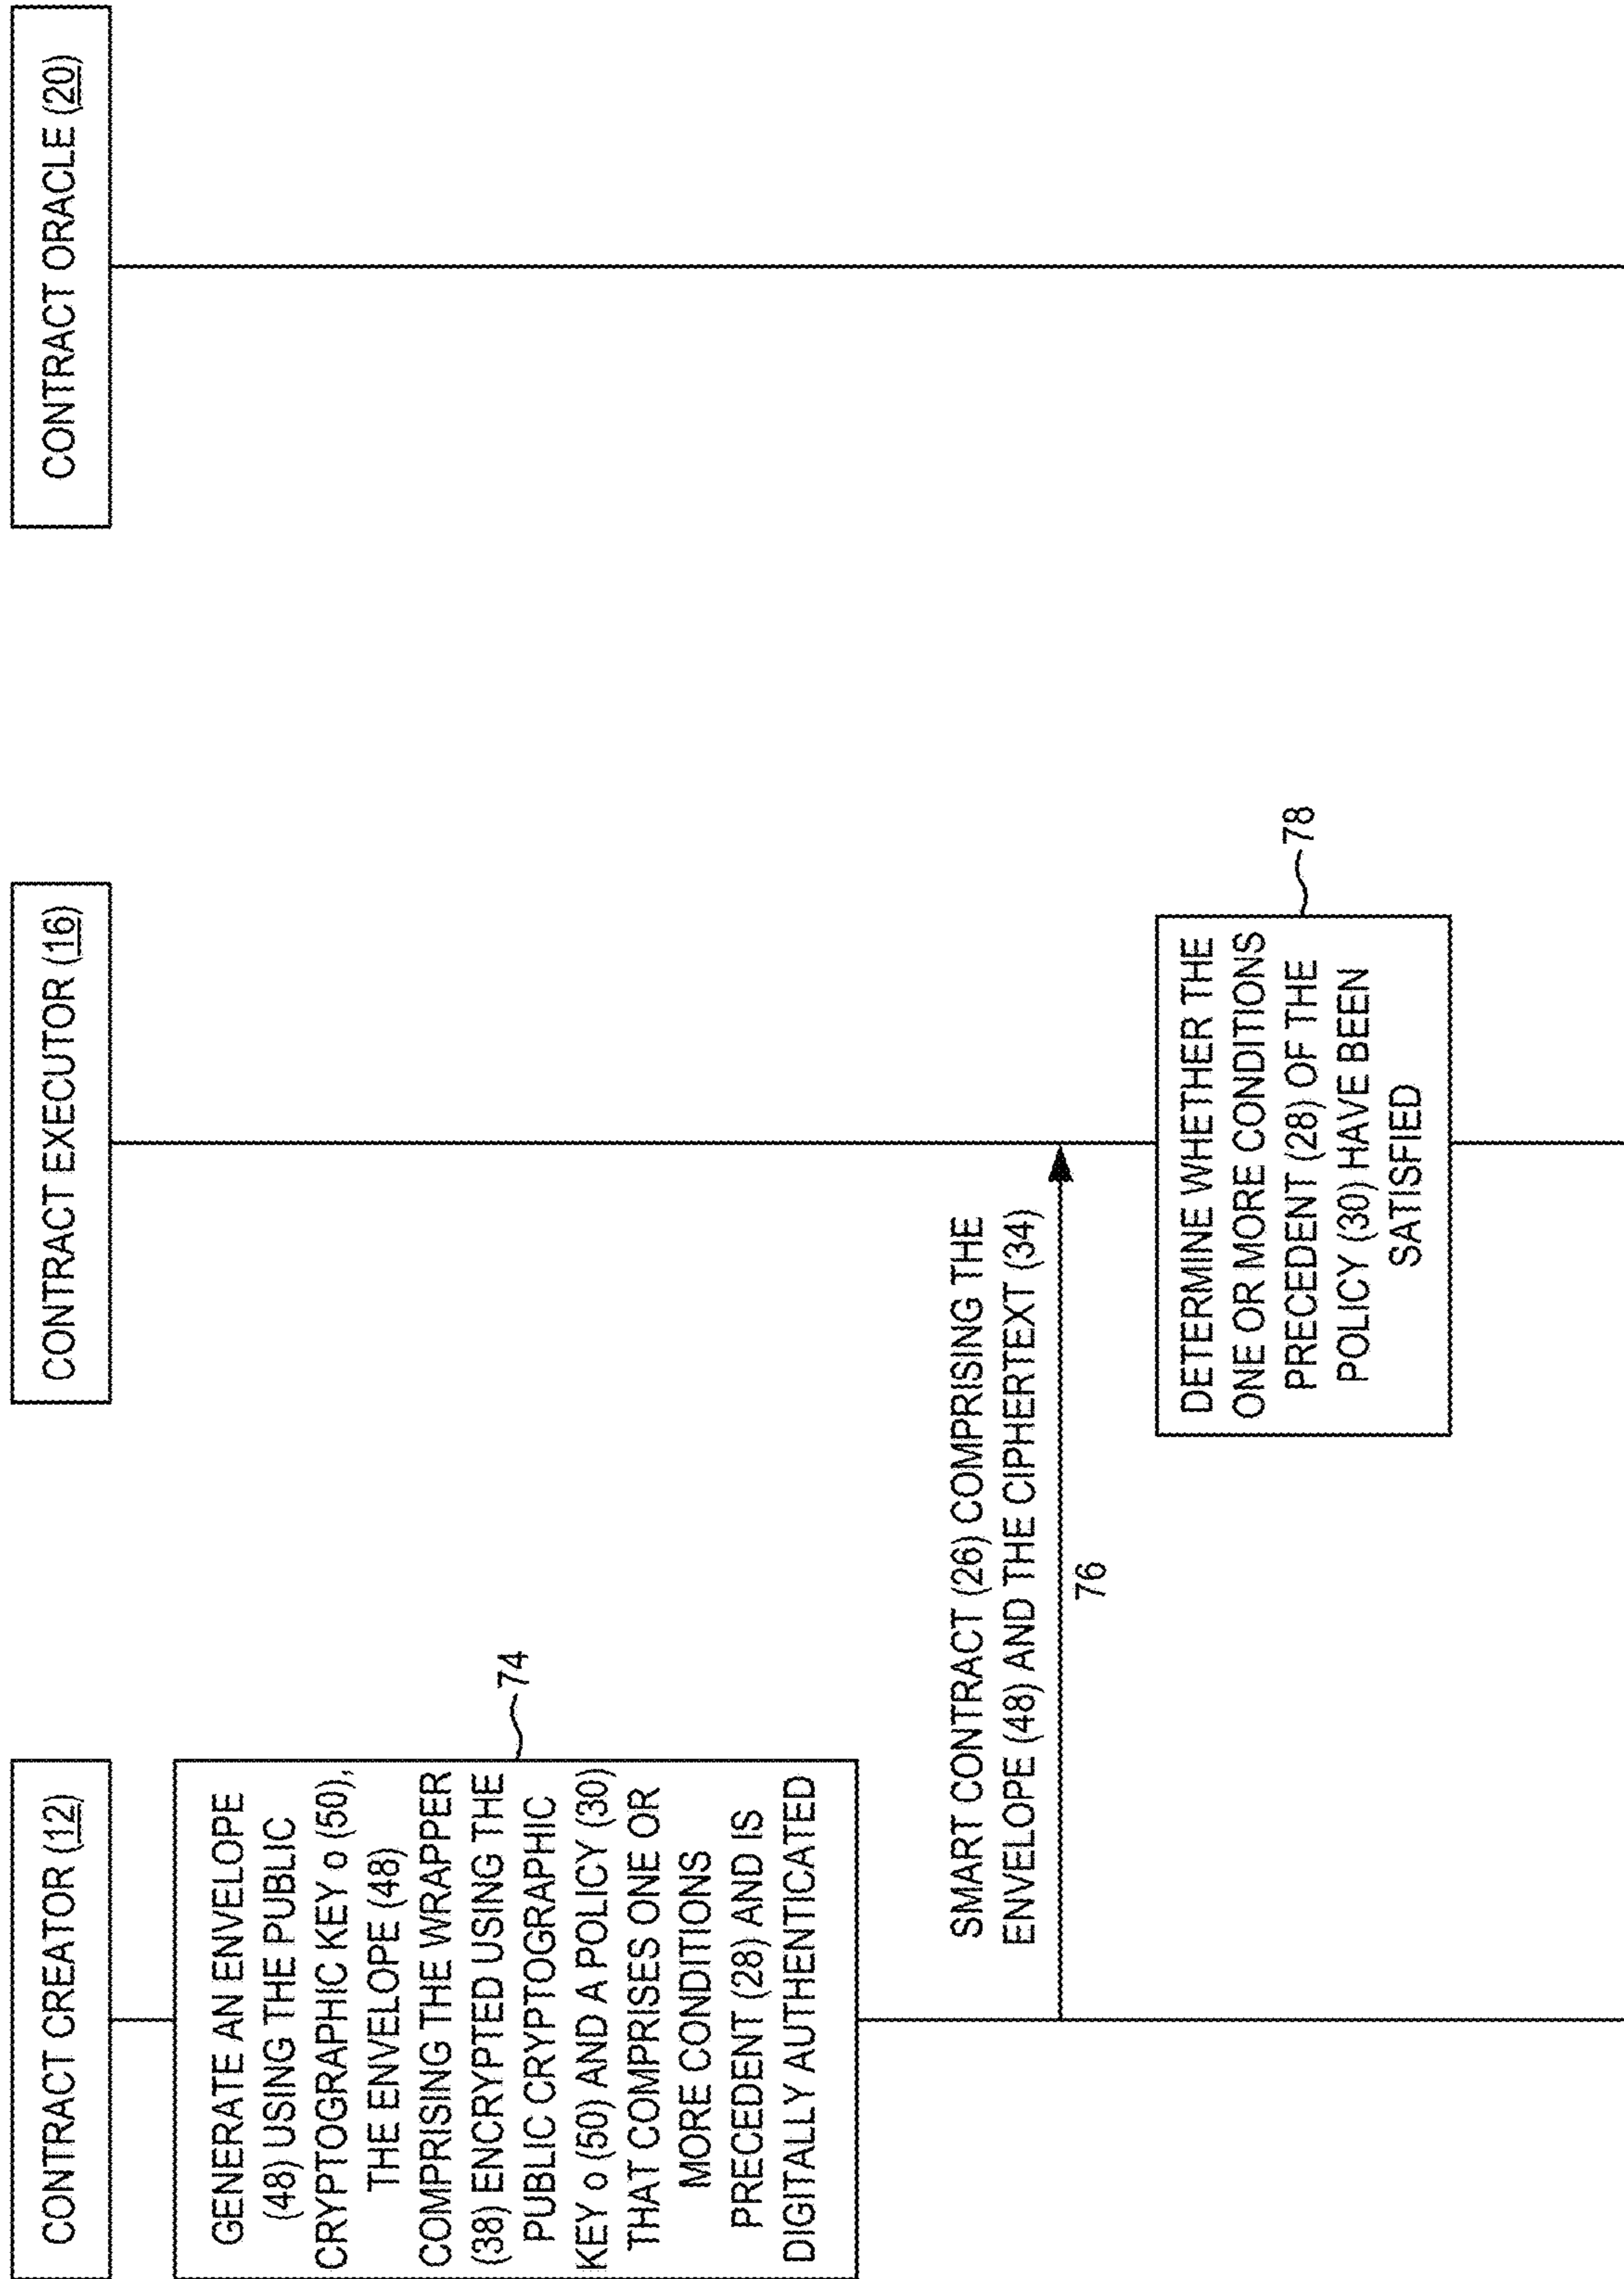 CONTRACT CREATOR (12)
CONTRACT EXECUTOR (16)
CONTRACT ORACLE (20)
GENERATE AN ENVELOPE
(48) USING THE PUBLIC
CRYPTOGRAPHIC KEY o (50),
THE ENVELOPE (48)
COMPRISING THE WRAPPER
(38) ENCRYPTED USING THE
PUBLIC CRYPTOGRAPHIC
KEY o (50) AND A POLICY (30)
THAT COMPRISES ONE OR
MORE CONDITIONS
PRECEDENT (28) AND IS
DIGITALLY AUTHENTICATED
74
SMART CONTRACT (26) COMPRISING THE
ENVELOPE (48) AND THE CIPHERTEXT (34)
76
DETERMINE WHETHER THE
ONE OR MORE CONDITIONS
PRECEDENT (28) OF THE
POLICY (30) HAVE BEEN
SATISFIED
78